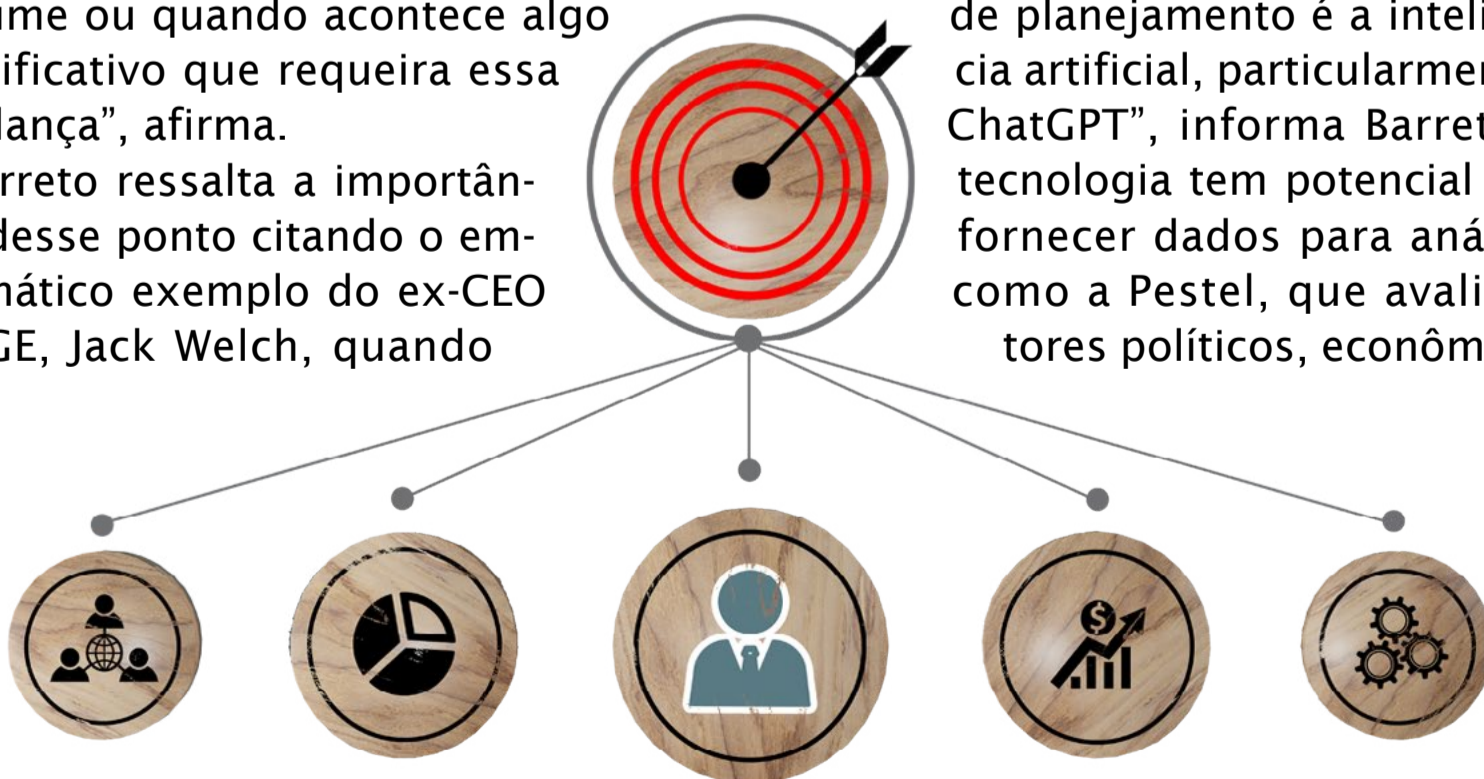 ume ou quando acontece algo
ificativo que requeira essa
lança”, afirma.
rreto ressalta a importân-
desse ponto citando o em-
mático exemplo do ex-CEO
GE, Jack Welch, quando
de planejamento é a inteli
cia artificial, particularmen
ChatGPT”, informa Barret
tecnologia tem potencial
fornecer dados para aná
como a Pestel, que avali
tores políticos, econôm
$